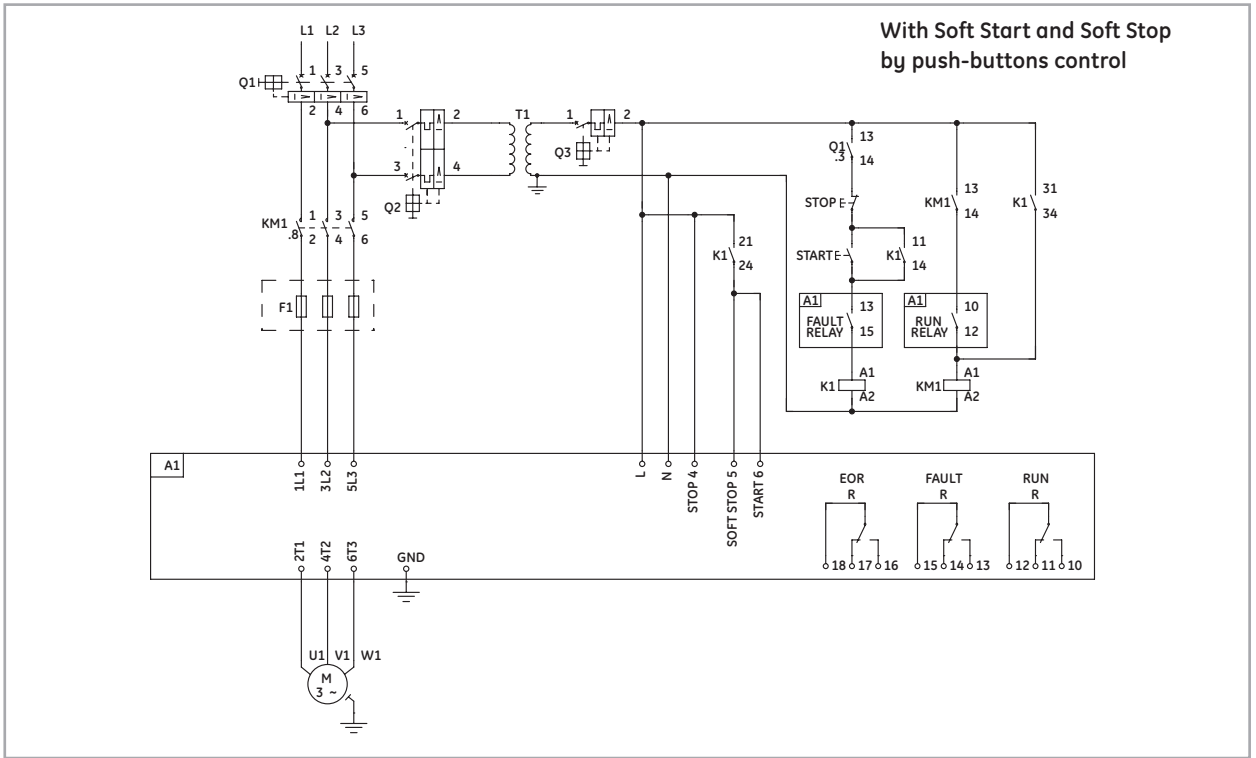 With Soft Start and Soft Stop
by push-buttons control
L1 L2 L3
Q1
1 3 5
2 4 6
1 2
3 4
Q2
T1
1 2
Q3
KM1
.8
1 3 5
2 4 6
F1
K1
21
24
Q1
.3
13
14
STOP E
START E
K1
11
14
KM1
13
14
K1
31
34
A1
FAULT
RELAY
13
15
A1
RUN
RELAY
10
12
K1
A1
A2
KM1
A1
A2
A1
1L1
3L2
5L3
L
N
STOP 4
SOFT STOP 5
START 6
EOR
R
18 17 16
FAULT
R
15 14 13
RUN
R
12 11 10
2T1
4T2
6T3
GND
U1 V1 W1
M
3 ~